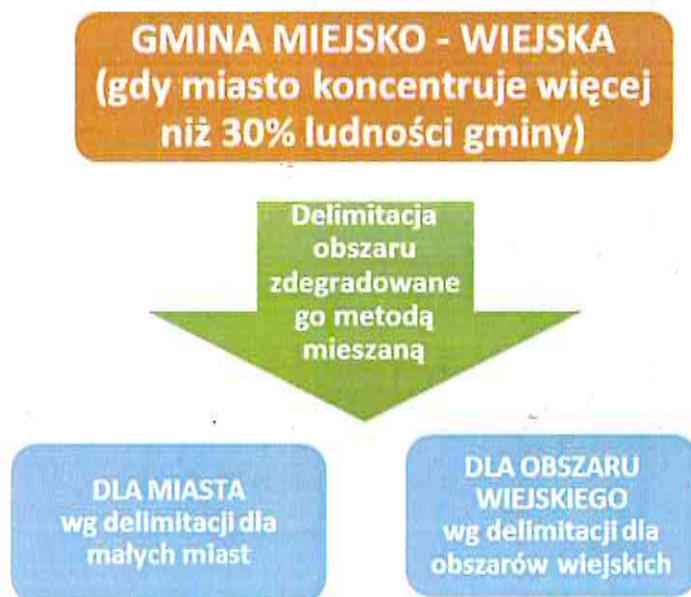 GMINA MIEJSKO - WIEJSKA
(gdy miasto koncentruje więcej
niż 30% ludności gminy)
Delimitacja
obszaru
zdegradowane
go metodą
mieszaną
DLA MIASTA
wg delimitacji dla
małych miast
DLA OBSZARU
WIEJSKIEGO
wg delimitacji dla
obszarów wiejskich